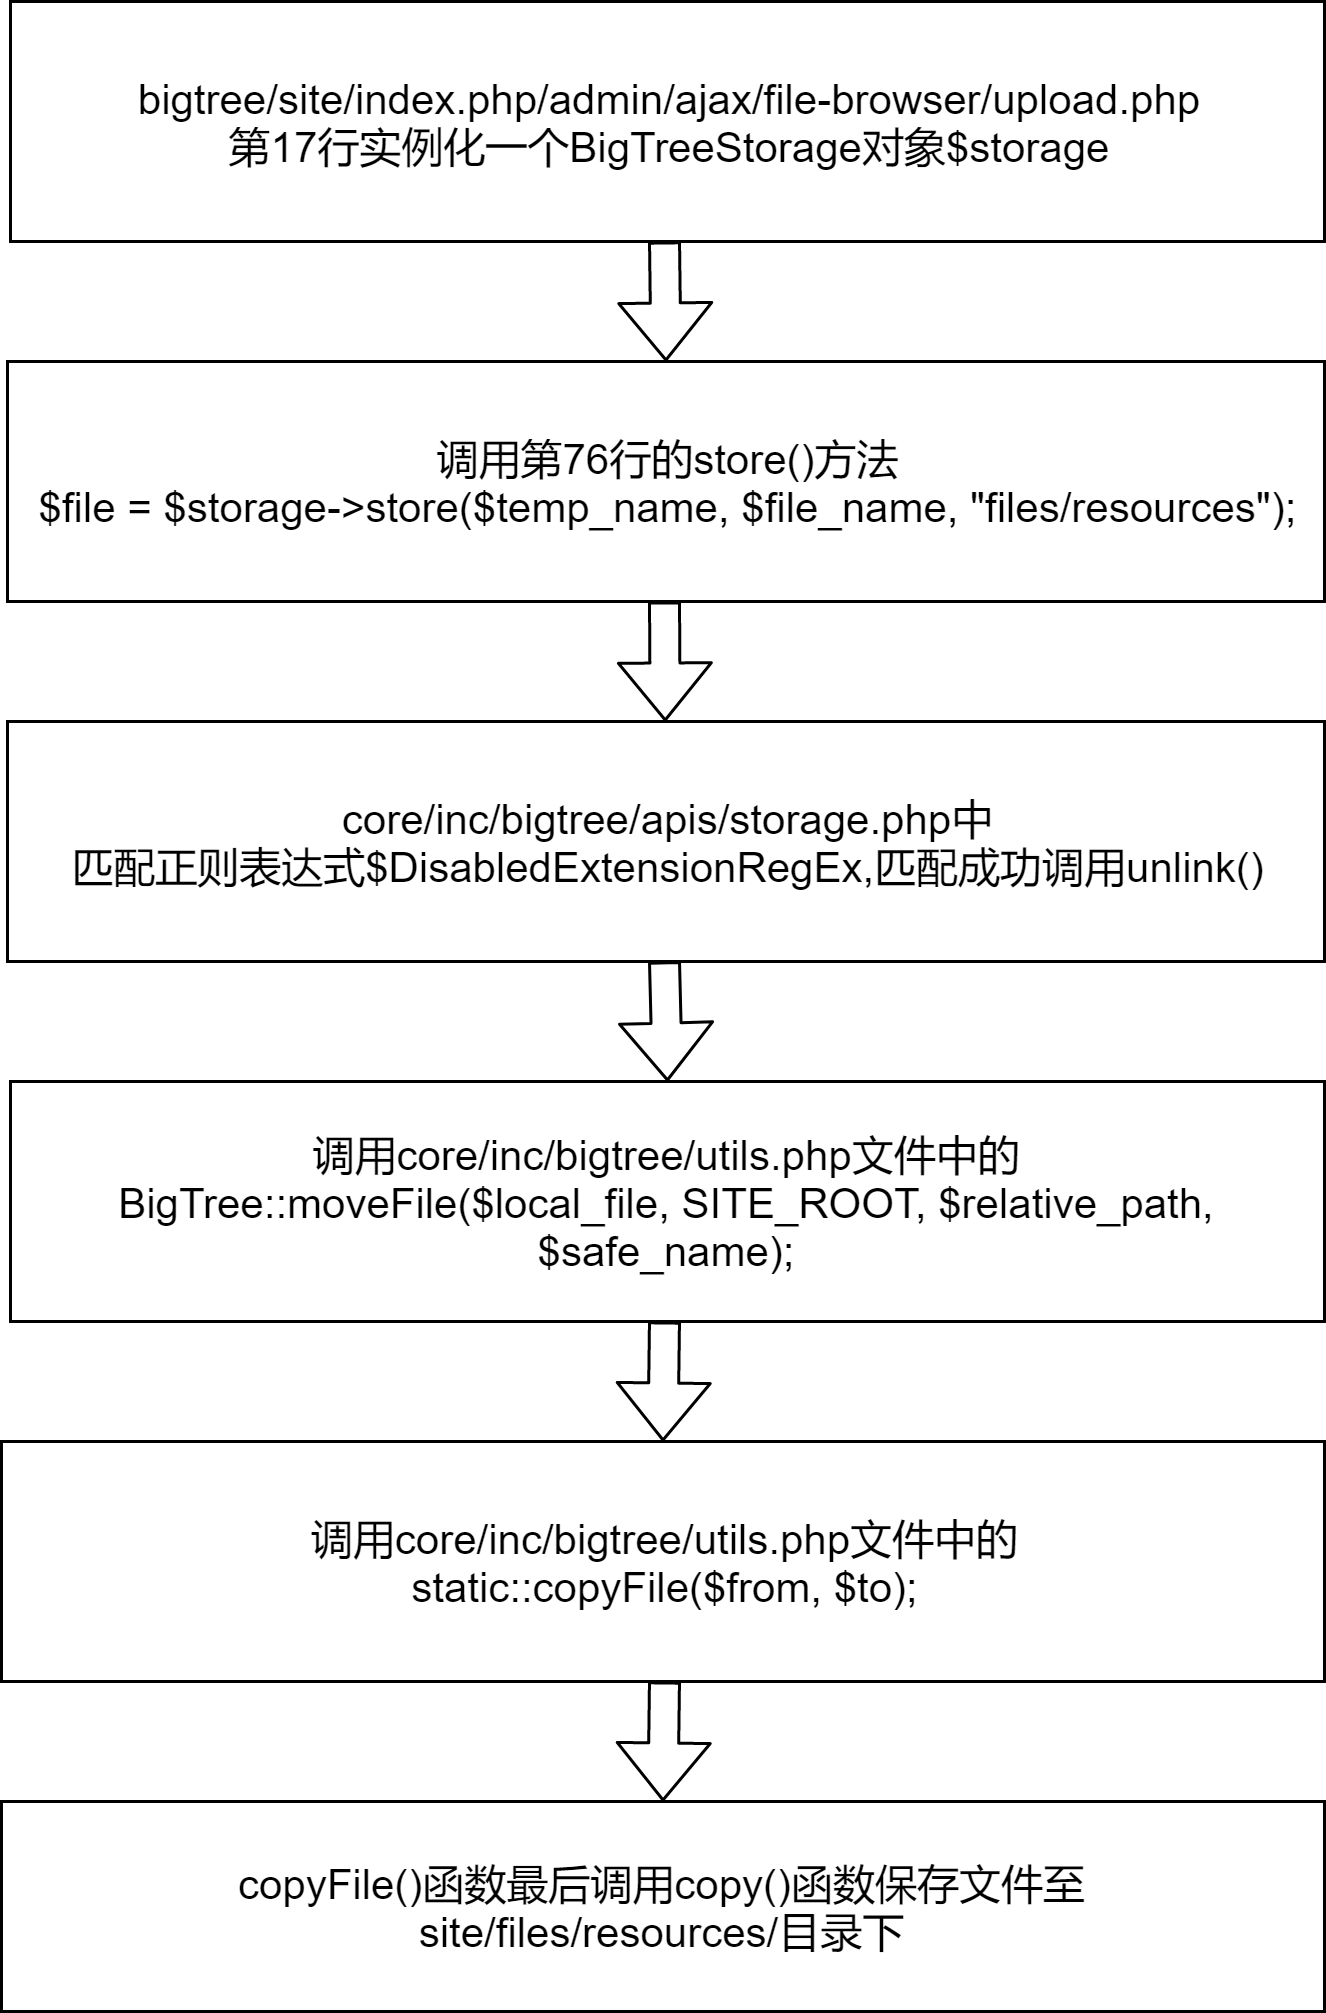 bigtree/site/index.php/admin/ajax/file-browser/upload.php
第17行实例化一个BigTreeStorage对象$storage
调用第76行的store()方法
$file = $storage->store($temp_name, $file_name, "files/resources");
core/inc/bigtree/apis/storage.php中
匹配正则表达式$DisabledExtensionRegEx,匹配成功调用unlink()
调用core/inc/bigtree/utils.php文件中的
BigTree::moveFile($local_file, SITE_ROOT, $relative_path,
$safe_name);
调用core/inc/bigtree/utils.php文件中的
static::copyFile($from, $to);
copyFile()函数最后调用copy()函数保存文件至
site/files/resources/目录下